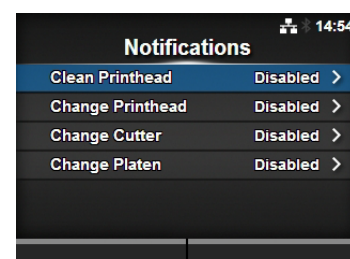 14:54
Notifications
Clean Printhead Disabled >
Change Printhead Disabled >
Change Cutter Disabled >
Change Platen Disabled >